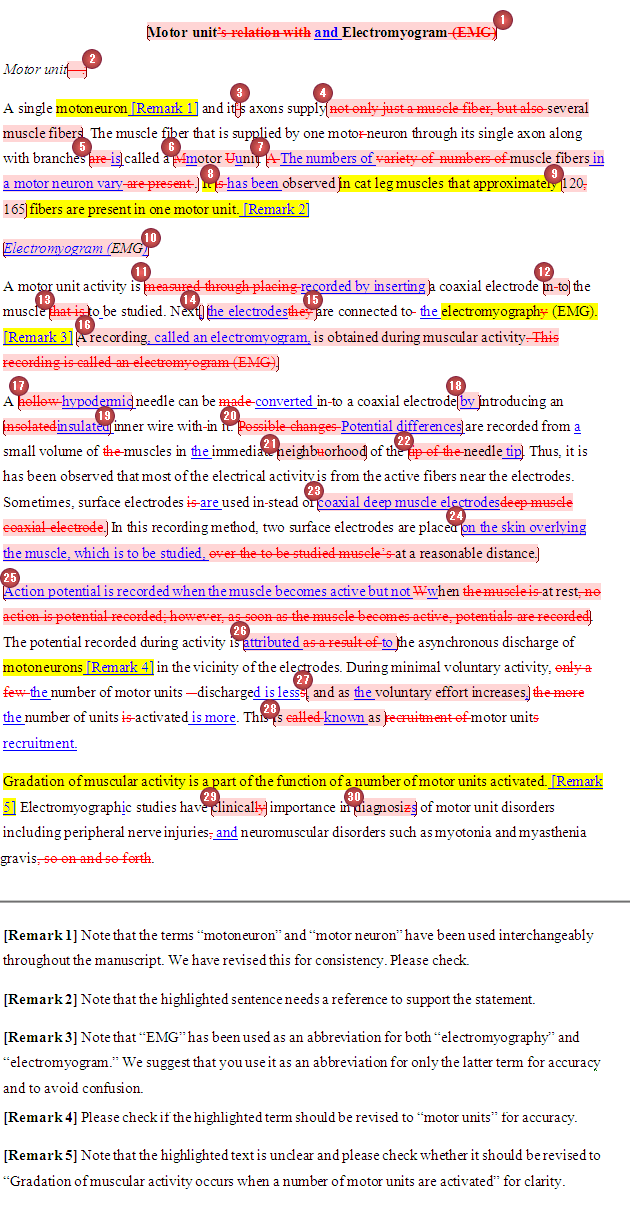 Motor unit's relation with and Electromyogram (EMG) 1
Motor unit 2
A single motoneuron [Remark 1] and it's axons supply not only just a muscle fiber, but also several 3 4
muscle fibers. The muscle fiber that is supplied by one motor-neuron through its single axon along
with branches are is called a Mmotor Uunit. A The numbers of variety of numbers of muscle fibers in 5 6 7
a motor neuron vary are present. It is has been observed in cat leg muscles that approximately 120, 8 9
165 fibers are present in one motor unit. [Remark 2]
Electromyogram (EMG) 10
A motor unit activity is measured through placing recorded by inserting a coaxial electrode in-to the 11 12
muscle that is to be studied. Next, the electrodes they are connected to the electromyography (EMG). 13 14 15
[Remark 3] A recording, called an electromyogram, is obtained during muscular activity. This 16
recording is called an electromyogram (EMG).
A hollow hypodermic needle can be made converted in-to a coaxial electrode by introducing an 17 18
insolated insulated inner wire with-in it. Possible changes Potential differences are recorded from a 19 20
small volume of the muscles in the immediate neighbuorhood of the tip of the needle tip. Thus, it is 21 22
has been observed that most of the electrical activity is from the active fibers near the electrodes.
Sometimes, surface electrodes is are used in-stead of coaxial deep muscle electrodes deep muscle 23
coaxial electrode. In this recording method, two surface electrodes are placed on the skin overlying 24
the muscle, which is to be studied, over the to be studied muscle's at a reasonable distance.
25 Action potential is recorded when the muscle becomes active but not Wwhen the muscle is at rest, no
action is potential recorded; however, as soon as the muscle becomes active, potentials are recorded.
The potential recorded during activity is attributed as a result of to the asynchronous discharge of 26
motoneurons [Remark 4] in the vicinity of the electrodes. During minimal voluntary activity, only a
few the number of motor units discharged is less, and as the voluntary effort increases, the more 27
the number of units is activated is more. This is called known as recruitment of motor units 28
recruitment.
Gradation of muscular activity is a part of the function of a number of motor units activated. [Remark
5] Electromyographic studies have clinically importance in diagnosizs of motor unit disorders 29 30
including peripheral nerve injuries, and neuromuscular disorders such as myotonia and myasthenia
gravis, so on and so forth.
[Remark 1] Note that the terms “motoneuron” and “motor neuron” have been used interchangeably
throughout the manuscript. We have revised this for consistency. Please check.
[Remark 2] Note that the highlighted sentence needs a reference to support the statement.
[Remark 3] Note that “EMG” has been used as an abbreviation for both “electromyography” and
“electromyogram.” We suggest that you use it as an abbreviation for only the latter term for accuracy
and to avoid confusion.
[Remark 4] Please check if the highlighted term should be revised to “motor units” for accuracy.
[Remark 5] Note that the highlighted text is unclear and please check whether it should be revised to
“Gradation of muscular activity occurs when a number of motor units are activated” for clarity.